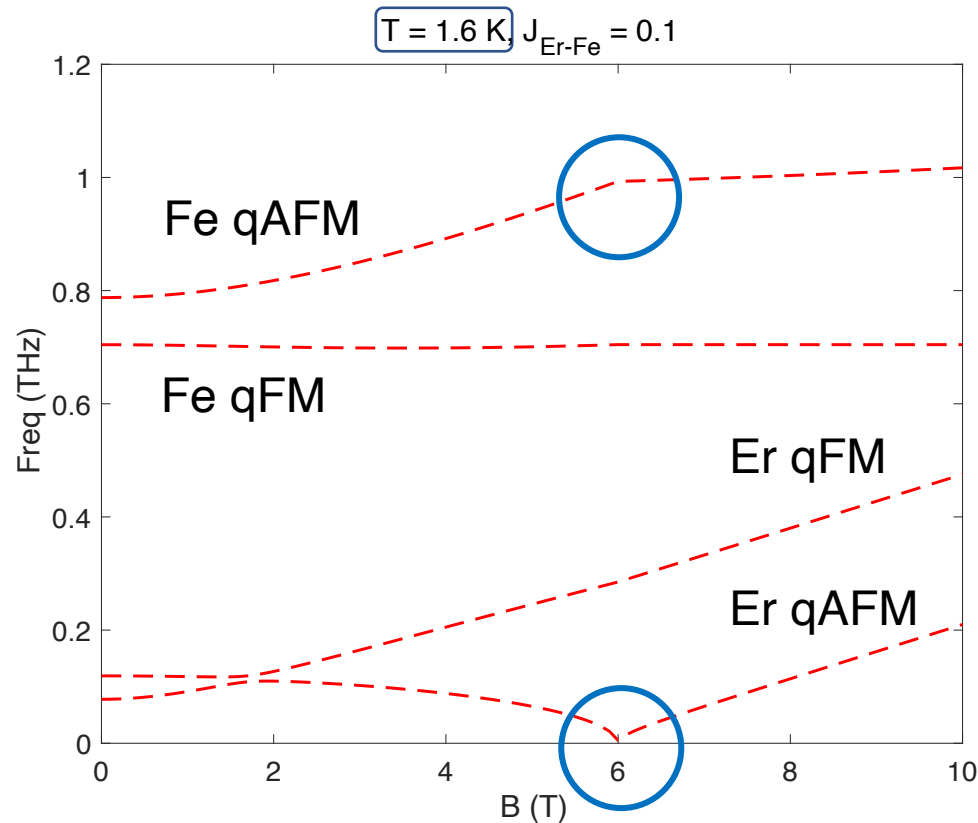 T = 1.6 K, J_Er-Fe = 0.1
1.2
1
0.8
0.6
0.4
0.2
0
Freq (THz)
Fe qAFM
Fe qFM
Er qFM
Er qAFM
0 2 4 6 8 10
B (T)